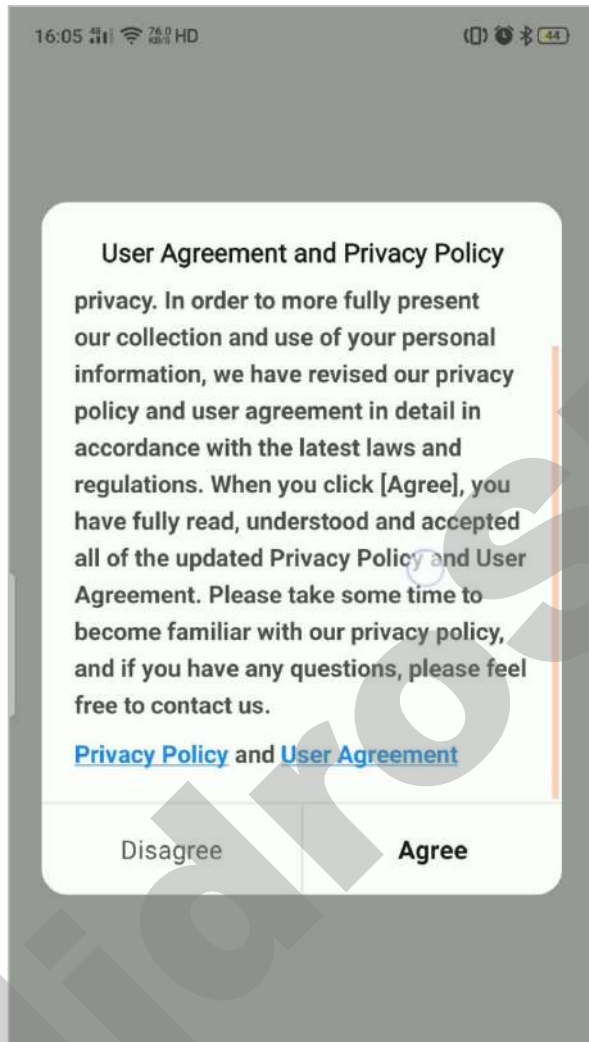 16:05 HD 44
User Agreement and Privacy Policy
privacy. In order to more fully present
our collection and use of your personal
information, we have revised our privacy
policy and user agreement in detail in
accordance with the latest laws and
regulations. When you click [Agree], you
have fully read, understood and accepted
all of the updated Privacy Policy and User
Agreement. Please take some time to
become familiar with our privacy policy,
and if you have any questions, please feel
free to contact us.
Privacy Policy and User Agreement
Disagree Agree